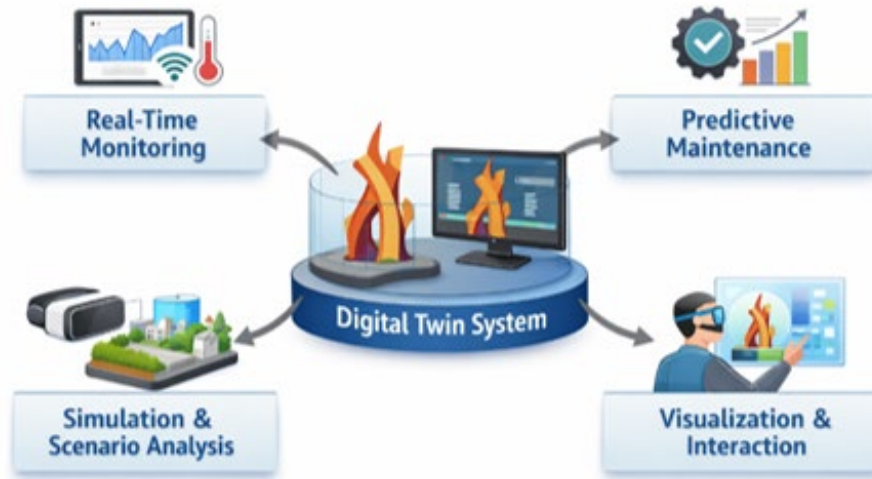 Real-Time
Monitoring
Predictive
Maintenance
Digital Twin System
Simulation &
Scenario Analysis
Visualization &
Interaction